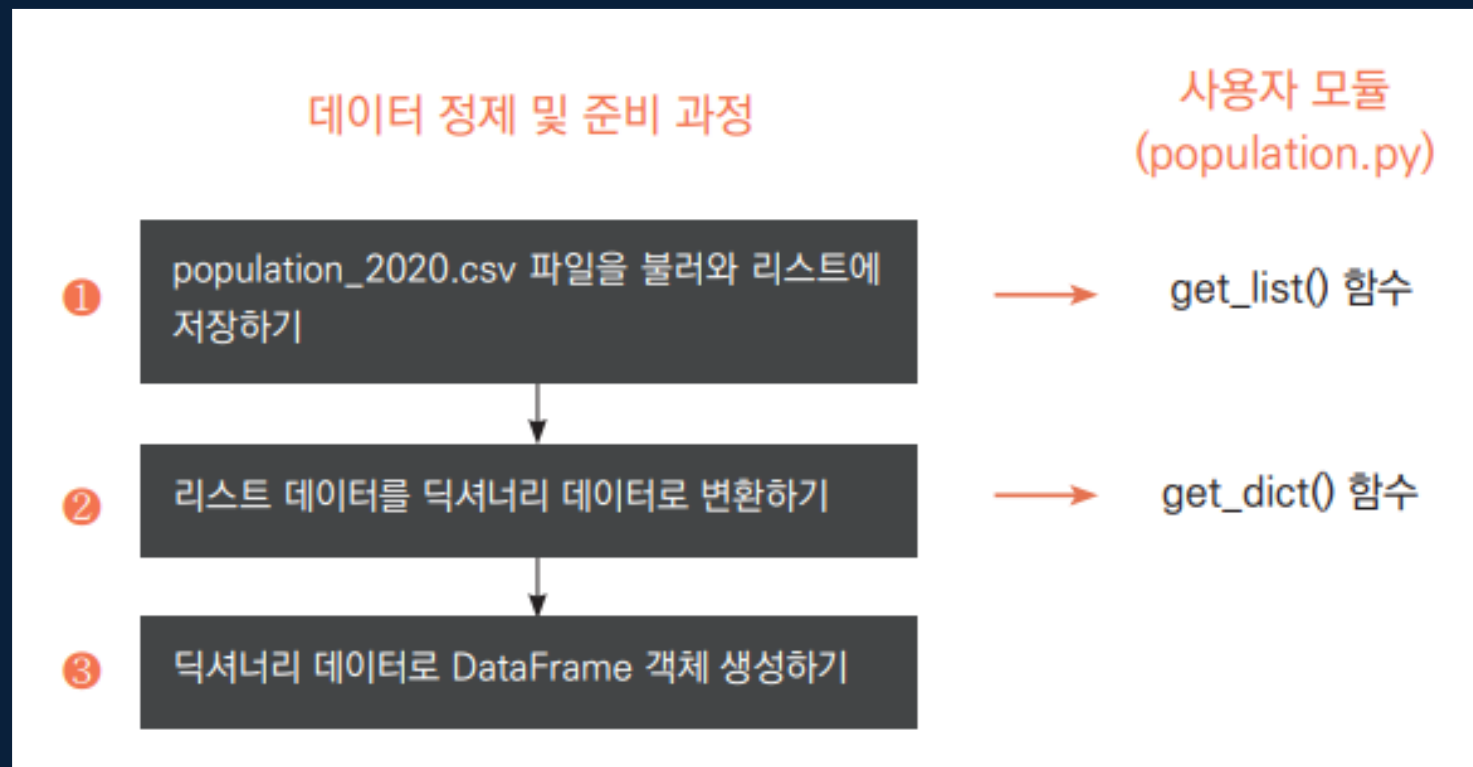 데이터 정제 및 준비 과정
사용자 모듈
(population.py)
❶
population_2020.csv 파일을 불러와 리스트에
저장하기
get_list() 함수
❷
리스트 데이터를 딕셔너리 데이터로 변환하기
get_dict() 함수
❸
딕셔너리 데이터로 DataFrame 객체 생성하기